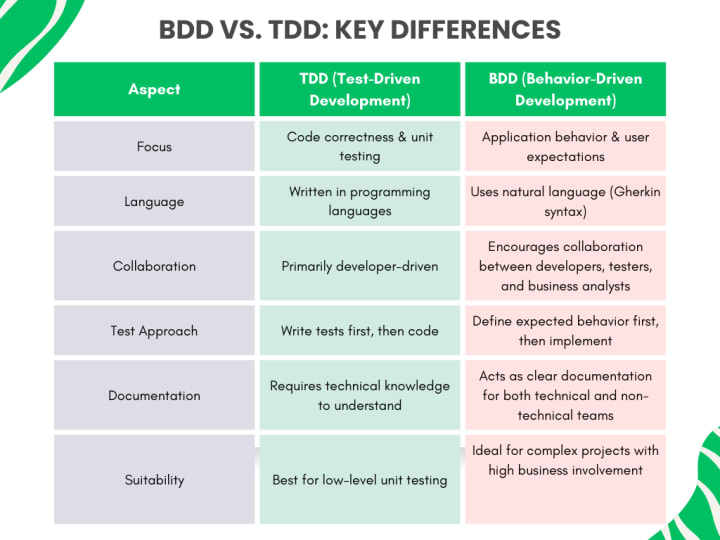 BDD VS. TDD: KEY DIFFERENCES
Aspect
TDD (Test-Driven
Development)
BDD (Behavior-Driven
Development)
Focus
Code correctness & unit
testing
Application behavior & user
expectations
Language
Written in programming
languages
Uses natural language (Gherkin
syntax)
Collaboration
Primarily developer-driven
Encourages collaboration
between developers, testers,
and business analysts
Test Approach
Write tests first, then code
Define expected behavior first,
then implement
Documentation
Requires technical knowledge
to understand
Acts as clear documentation
for both technical and non-
technical teams
Suitability
Best for low-level unit testing
Ideal for complex projects with
high business involvement